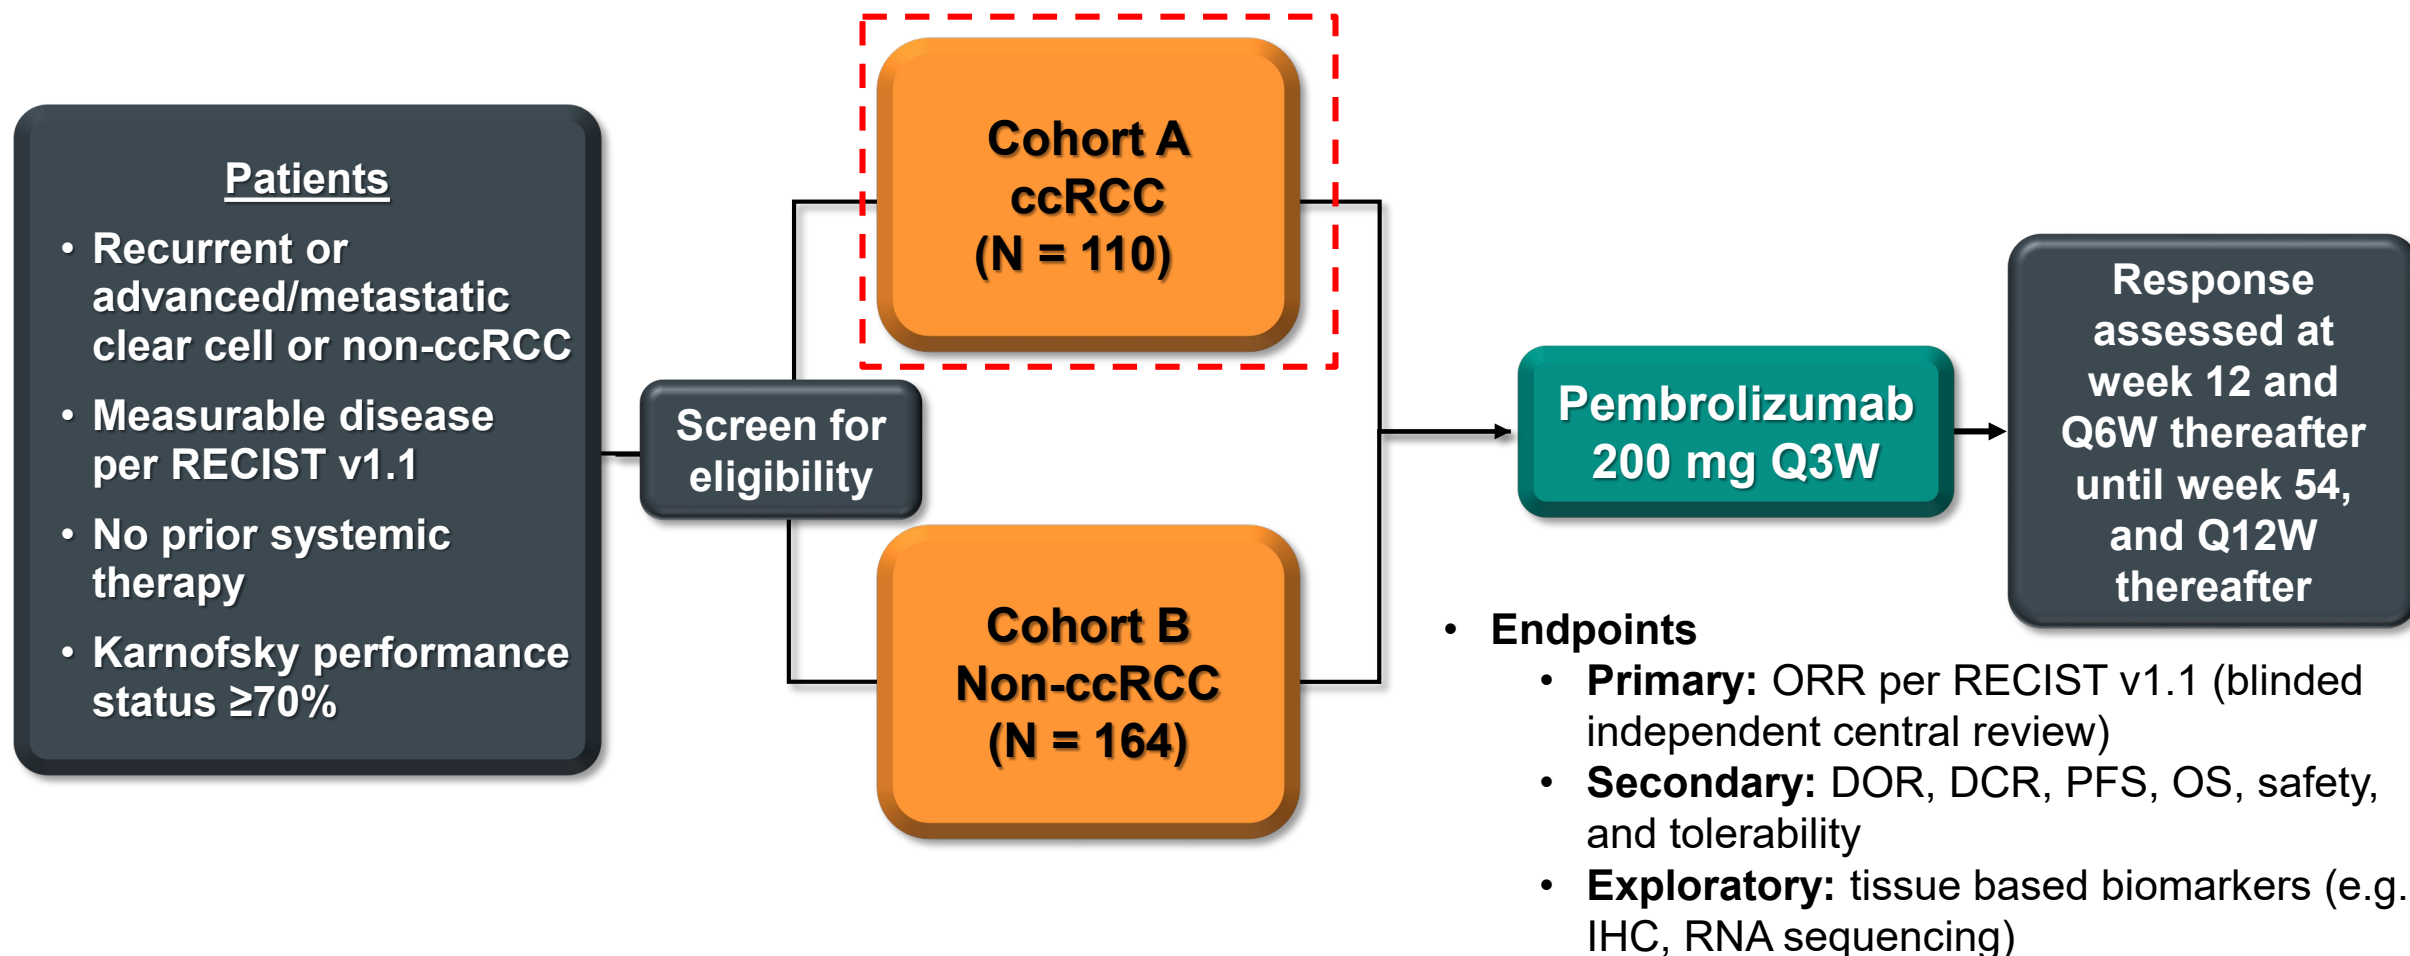 Patients
• Recurrent or
advanced/metastatic
clear cell or non-ccRCC
• Measurable disease
per RECIST v1.1
• No prior systemic
therapy
• Karnofsky performance
status ≥70%
Screen for
eligibility
Cohort A
ccRCC
(N = 110)
Cohort B
Non-ccRCC
(N = 164)
Pembrolizumab
200 mg Q3W
Response
assessed at
week 12 and
Q6W thereafter
until week 54,
and Q12W
thereafter
• Endpoints
• Primary: ORR per RECIST v1.1 (blinded
independent central review)
• Secondary: DOR, DCR, PFS, OS, safety,
and tolerability
• Exploratory: tissue based biomarkers (e.g.
IHC, RNA sequencing)